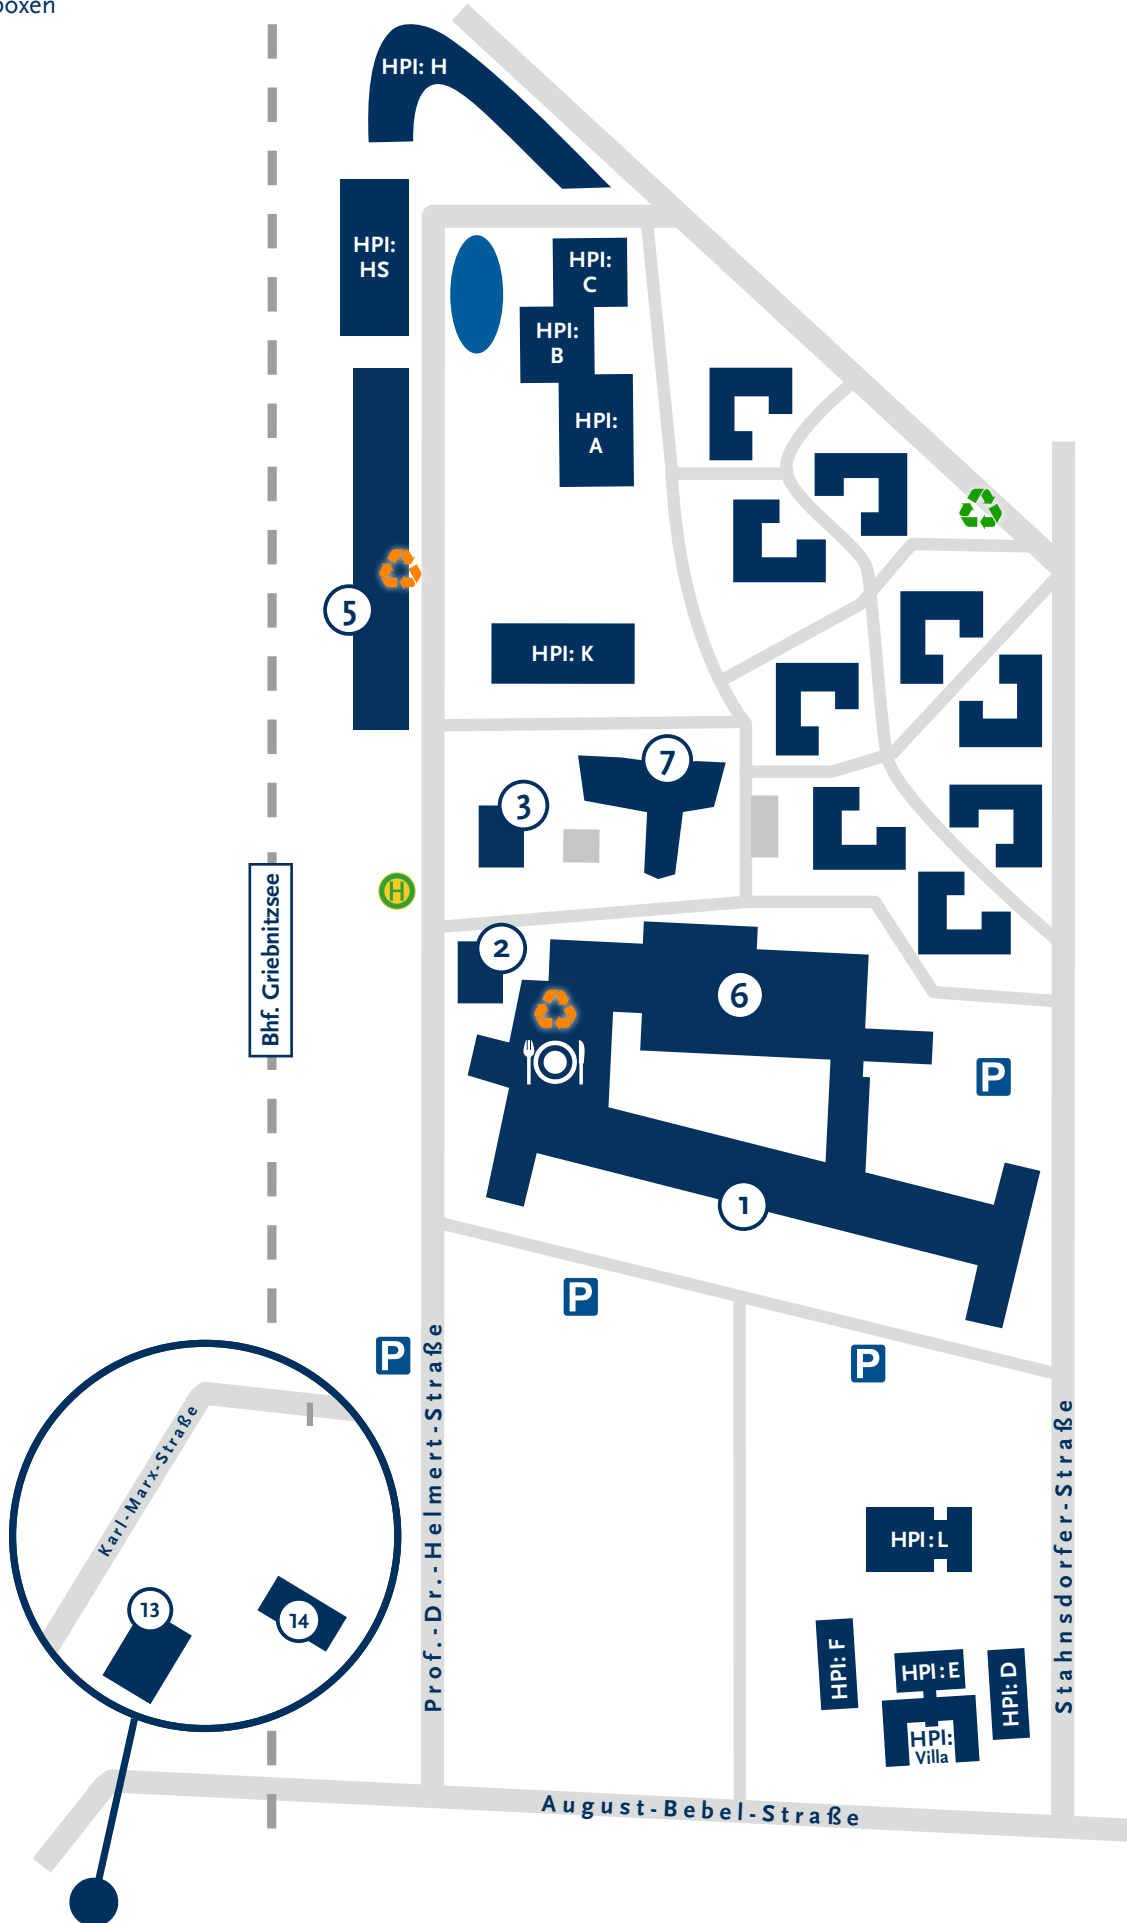 boxen
HPI: H
HPI:
HS
HPI:
C
HPI:
B
HPI:
A
5
HPI: K
7
3
H
Bhf. Griebnitzsee
2
6
P
1
P
P
P
Prof.-Dr.-Helmert-Straße
Stahnsdorfer-Straße
Karl-Marx-Straße
HPI:L
13
14
HPI: F
HPI:E
HPI:D
HPI:
Villa
August-Bebel-Straße